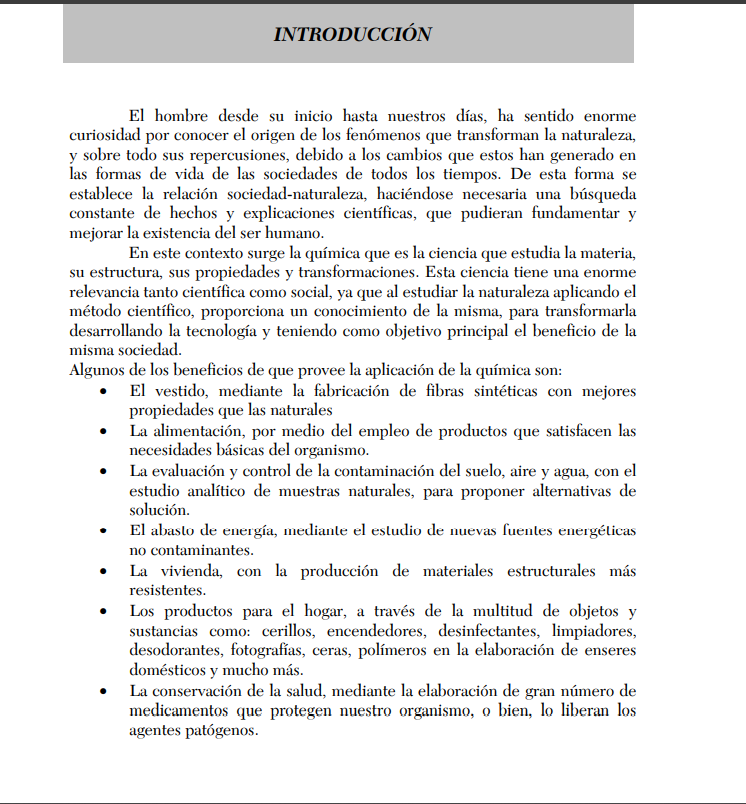 INTRODUCCIÓN
El hombre desde su inicio hasta nuestros días, ha sentido enorme
curiosidad por conocer el origen de los fenómenos que transforman la naturaleza,
y sobre todo sus repercusiones, debido a los cambios que estos han generado en
las formas de vida de las sociedades de todos los tiempos. De esta forma se
establece la relación sociedad-naturaleza, haciéndose necesaria una búsqueda
constante de hechos y explicaciones científicas, que pudieran fundamentar y
mejorar la existencia del ser humano.
En este contexto surge la química que es la ciencia que estudia la materia,
su estructura, sus propiedades y transformaciones. Esta ciencia tiene una enorme
relevancia tanto científica como social, ya que al estudiar la naturaleza aplicando el
método científico, proporciona un conocimiento de la misma, para transformarla
desarrollando la tecnología y teniendo como objetivo principal el beneficio de la
misma sociedad.
Algunos de los beneficios de que provee la aplicación de la química son:
• El vestido, mediante la fabricación de fibras sintéticas con mejores
propiedades que las naturales
• La alimentación, por medio del empleo de productos que satisfacen las
necesidades básicas del organismo.
• La evaluación y control de la contaminación del suelo, aire y agua, con el
estudio analítico de muestras naturales, para proponer alternativas de
solución.
• El abasto de energía, mediante el estudio de nuevas fuentes energéticas
no contaminantes.
• La vivienda, con la producción de materiales estructurales más
resistentes.
• Los productos para el hogar, a través de la multitud de objetos y
sustancias como: cerillos, encendedores, desinfectantes, limpiadores,
desodorantes, fotografías, ceras, polímeros en la elaboración de enseres
domésticos y mucho más.
• La conservación de la salud, mediante la elaboración de gran número de
medicamentos que protegen nuestro organismo, o bien, lo liberan los
agentes patógenos.